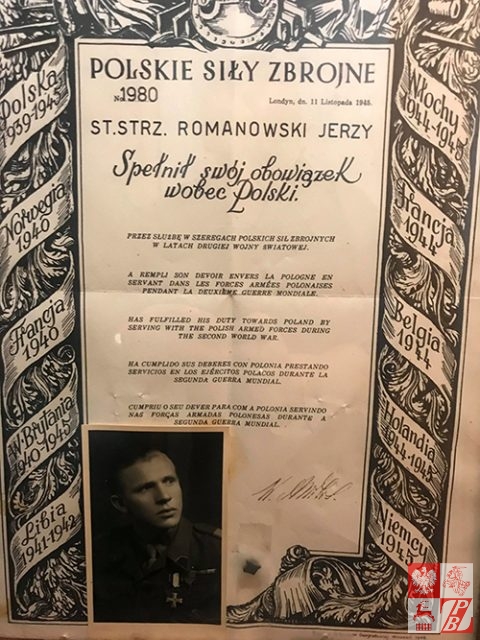 POLSKIE SIŁY ZBROJNE
No 1980
Londyn, dn. 11 Listopada 1945.
ST. STRZ. ROMANOWSKI JERZY
Spełnił swój obowiązek
wobec Polski.
PRZEZ SŁUŻBĘ W SZEREGACH POLSKICH SIŁ ZBROJNYCH
W LATACH DRUGIEJ WOJNY ŚWIATOWEJ.
A REMPLI SON DEVOIR ENVERS LA POLOGNE EN
SERVANT DANS LES FORCES ARMÉES POLONAISES
PENDANT LA DEUXIÈME GUERRE MONDIALE.
HAS FULFILLED HIS DUTY TOWARDS POLAND BY
SERVING WITH THE POLISH ARMED FORCES DURING
THE SECOND WORLD WAR.
HA CUMPLIDO SUS DEBERES CON POLONIA PRESTANDO
SERVICIOS EN LOS EJÉRCITOS POLACOS DURANTE LA
SEGUNDA GUERRA MUNDIAL.
CUMPRIU O SEU DEVER PARA COM A POLONIA SERVINDO
NAS FORÇAS ARMADAS POLONESAS DURANTE A
SEGUNDA GUERRA MUNDIAL.
Polska
1939-1945
Norwegia
1940
Francja
1940
W. Brytania
1940-1945
Libia
1941-1942
Włochy
1944-1945
Francja
1944
Belgia
1944
Holandia
1944-1945
Niemcy
1945
P
BL